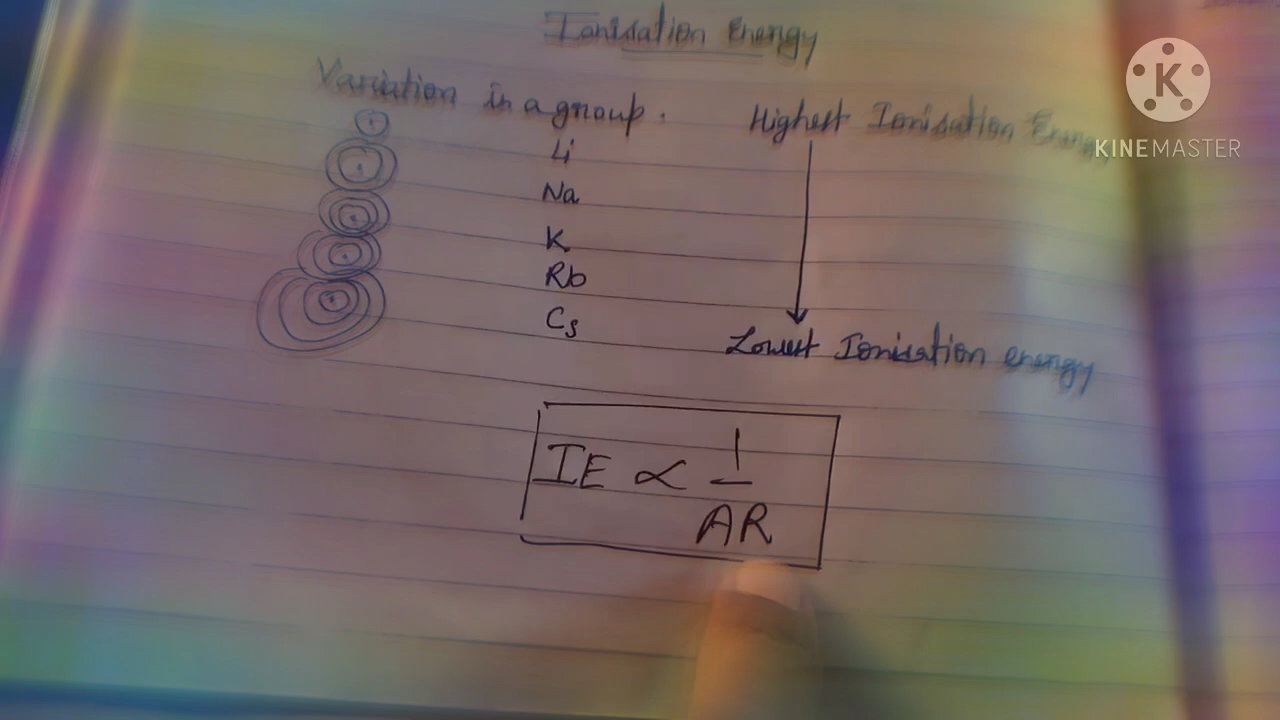 Ionisation Energy
Variation in a group.
Highest Ionisation Energy
Li
Na
K
Rb
Cs
Lowest Ionisation energy
IE ∝ 1/AR
K
KINEMASTER